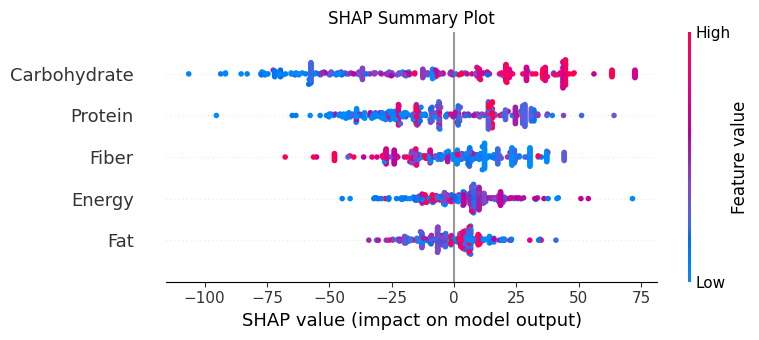 SHAP Summary Plot
High
Carbohydrate
Protein
Fiber
Energy
Fat
Feature value
Low
−100 −75 −50 −25 0 25 50 75
SHAP value (impact on model output)